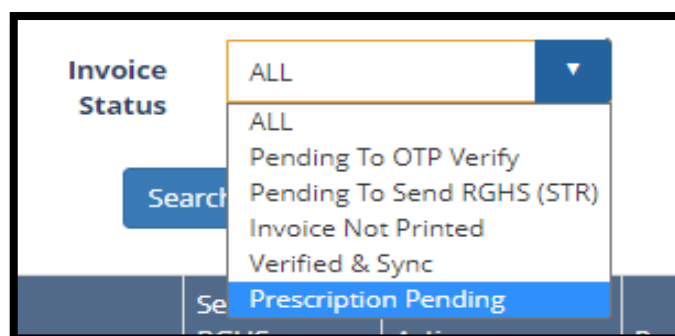 Invoice Status
ALL
ALL
Pending To OTP Verify
Pending To Send RGHS (STR)
Invoice Not Printed
Verified & Sync
Prescription Pending